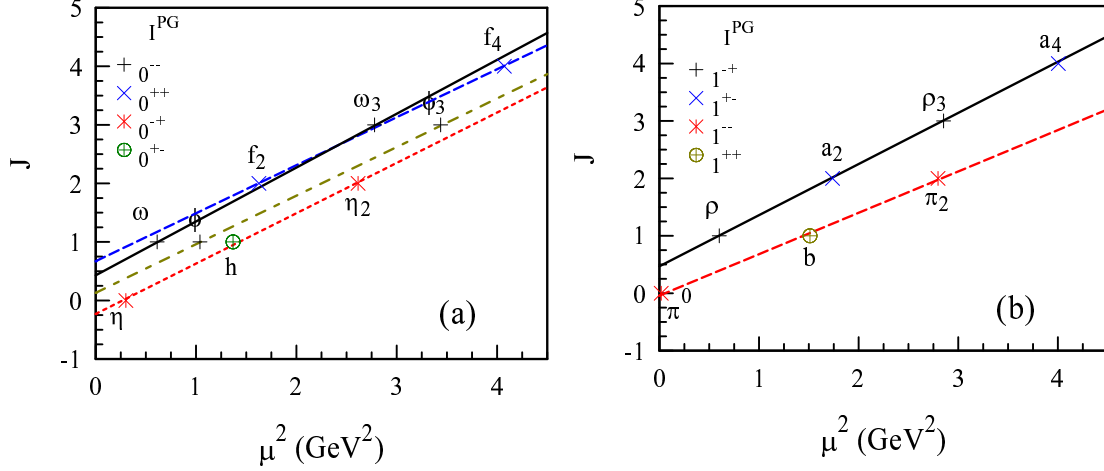 5
4
3
2
1
0
-1
J
I^PG
0^--
0^++
0^-+
0^+-
ω
φ
f_2
ω_3
φ_3
f_4
η
h
η_2
(a)
0 1 2 3 4
μ^2 (GeV^2)
5
4
3
2
1
0
-1
J
I^PG
1^-+
1^+-
1^--
1^++
ρ
a_2
ρ_3
a_4
π^0
b
π_2
(b)
0 1 2 3 4
μ^2 (GeV^2)